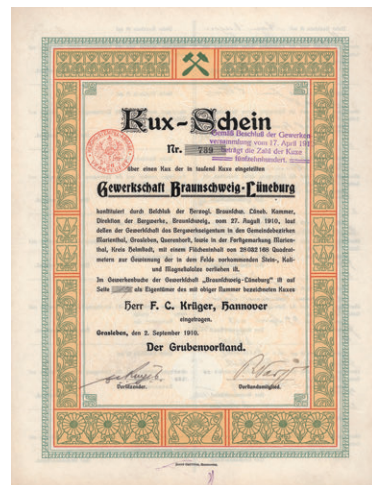 Kux-Schein
Nr. 789
Gemäß Beschluß der Gewerken
versammlung vom 17. April 191
beträgt die Zahl der Kuxe
fünfzehnhundert.
über einen Kux der in tausend Kuxe eingeteilten
Gewerkschaft Braunschweig-Lüneburg
konstituiert durch Beschluß der Herzogl. Braunschw. Lüneb. Kammer,
Direktion der Bergwerke, Braunschweig, vom 27. August 1910, laut
dessen der Gewerkschaft das Bergwerkseigentum in den Gemeindebezirken
Mariental, Grasleben, Querenhorst, sowie in der Forstgemarkung Marien-
thal, Kreis Helmstedt, mit einem Flächeninhalt von Quadrat-
metern zur Gewinnung der in dem Felde vorkommenden Stein-, Kali-
und Magnesiasalze verliehen ist.
Im Gewerkenbuche der Gewerkschaft „Braunschweig-Lüneburg" ist auf
Seite als Eigentümer des mit obiger Nummer bezeichneten Kuxes
Herr F. C. Krüger, Hannover
eingetragen.
Grasleben, den 2. September 1910.
Der Grubenvorstand.
Vorsitzender.
Vorstandsmitglied.